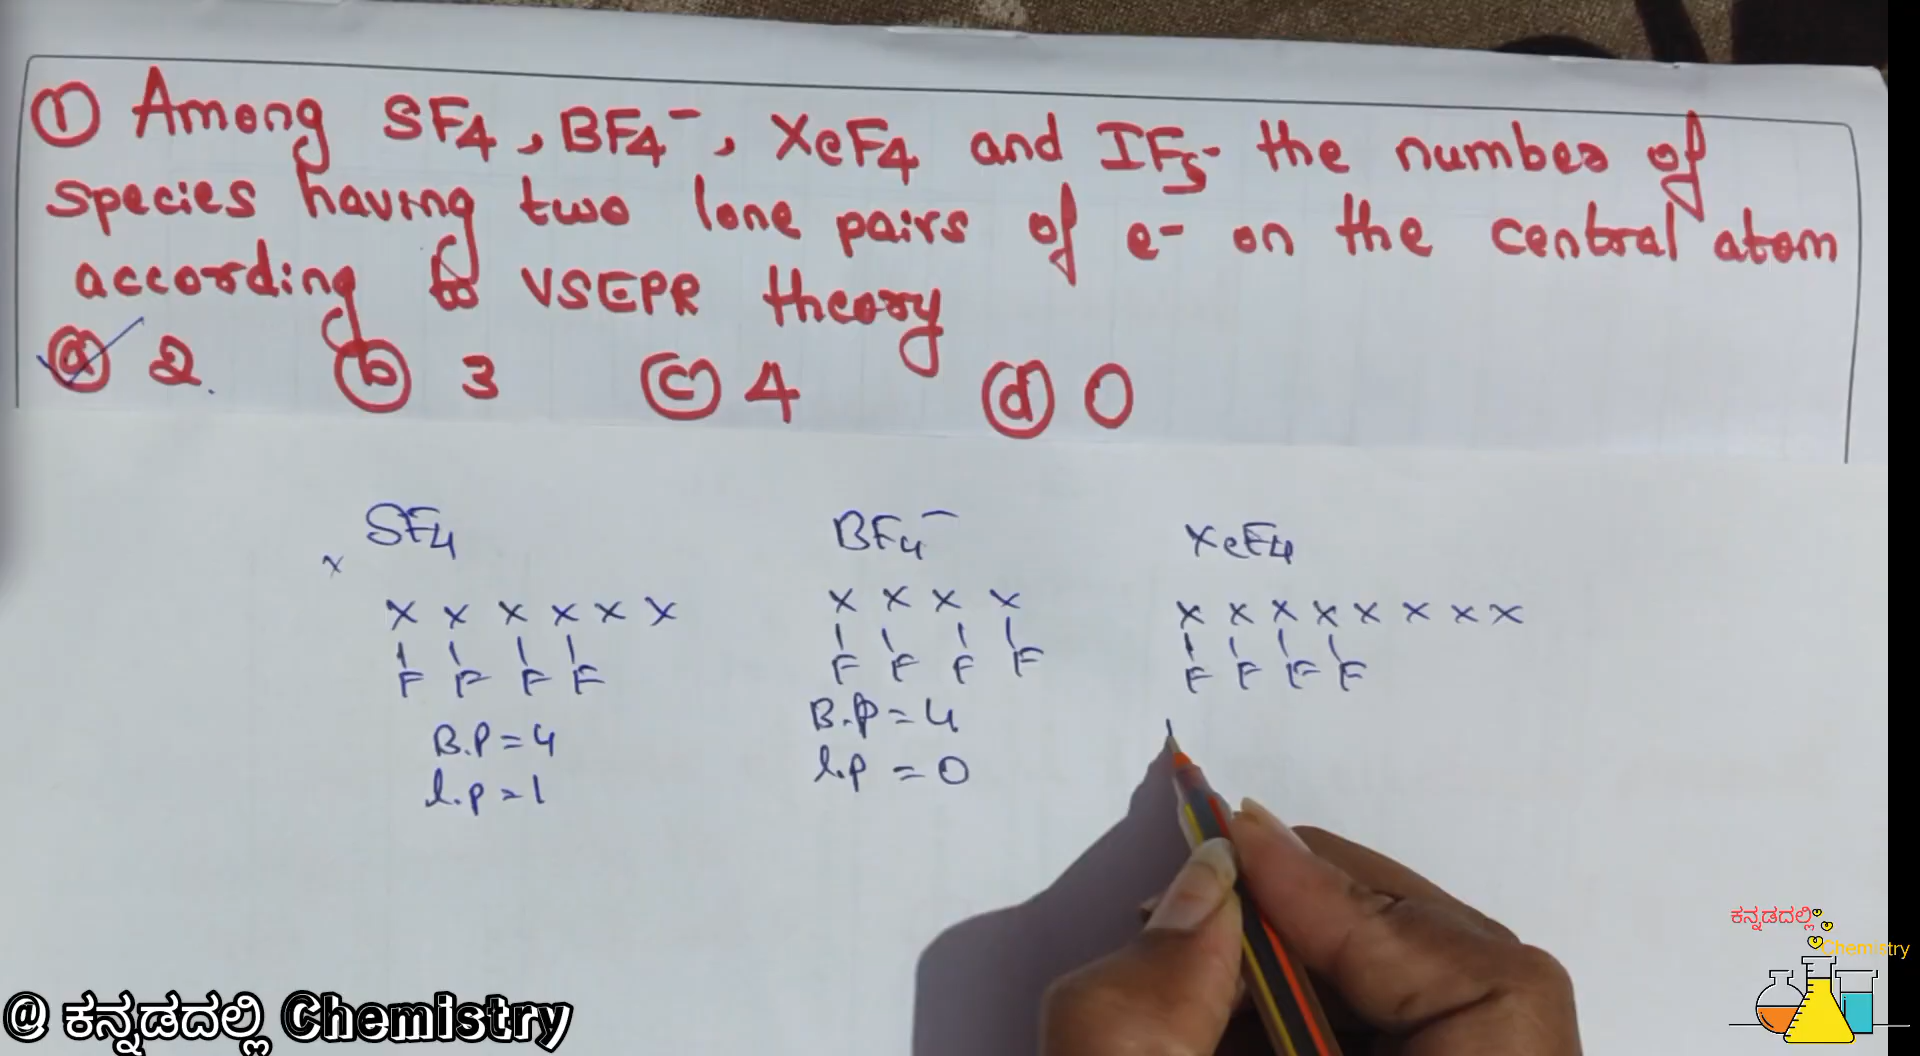 ① Among SF4, BF4⁻, XeF4 and IF5⁻ the number of
species having two lone pairs of e⁻ on the central atom
according to VSEPR theory
ⓐ 2. ⓑ 3 ⓒ 4 ⓓ 0
SF4 BF4⁻ XeF4
x
x x x x x x
F F F F
B.P = 4
l.p = 1
x x x x
F F F F
B.P = 4
l.p = 0
x x x x x x x x
F F F F
ಕನ್ನಡದಲ್ಲಿ
Chemistry
@ ಕನ್ನಡದಲ್ಲಿ Chemistry